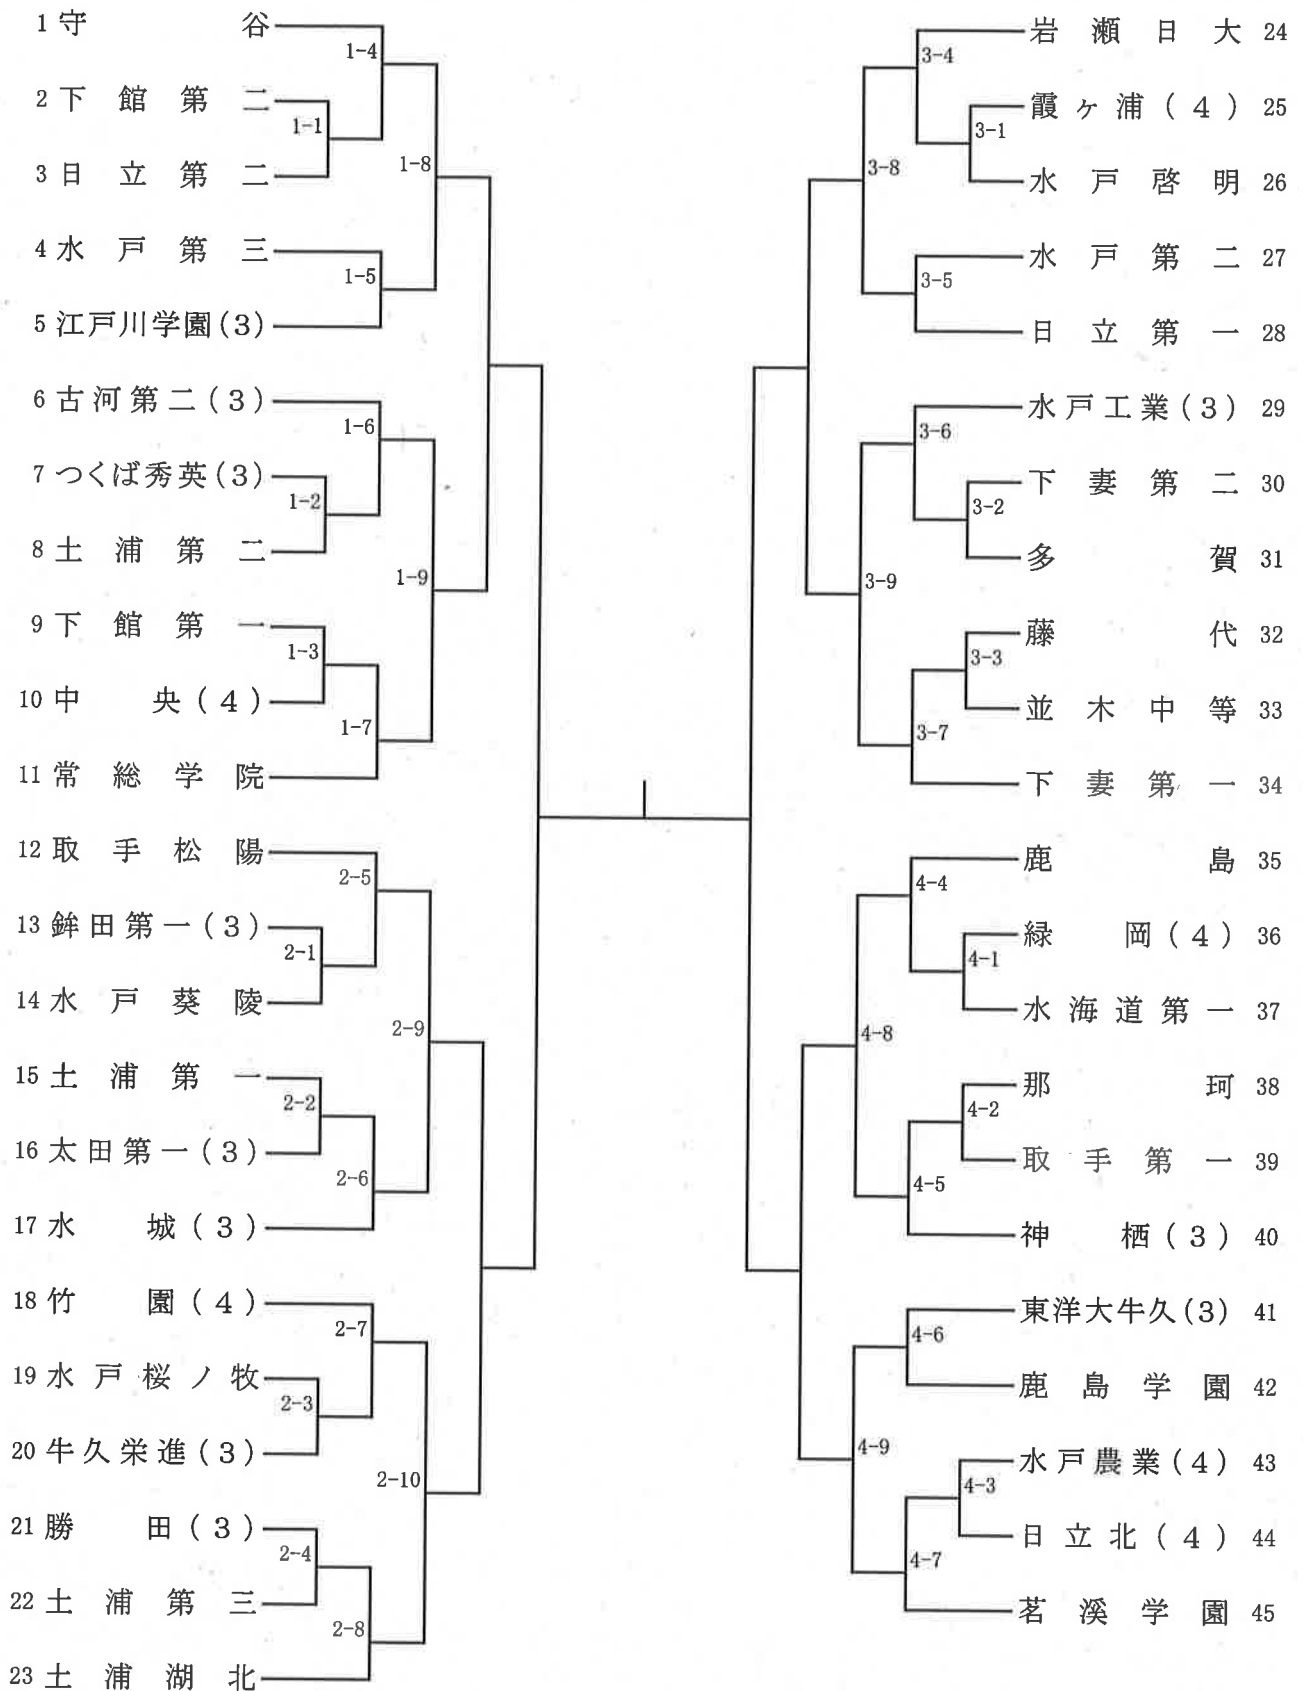 1 守谷
1-4
2 下館第二
1-1
3 日立第二
1-8
4 水戸第三
1-5
5 江戸川学園(3)
6 古河第二(3)
1-6
7 つくば秀英(3)
1-2
8 土浦第二
1-9
9 下館第一
1-3
10 中央(4)
1-7
11 常総学院
12 取手松陽
2-5
13 鉾田第一(3)
2-1
14 水戸葵陵
2-9
15 土浦第一
2-2
16 太田第一(3)
2-6
17 水城(3)
18 竹園(4)
2-7
19 水戸桜ノ牧
2-3
20 牛久栄進(3)
2-10
21 勝田(3)
2-4
22 土浦第三
2-8
23 土浦湖北
岩瀬日大 24
3-4
霞ヶ浦(4) 25
3-1
3-8
水戸啓明 26
水戸第二 27
3-5
日立第一 28
水戸工業(3) 29
3-6
下妻第二 30
3-2
多賀 31
3-9
藤代 32
3-3
並木中等 33
3-7
下妻第一 34
鹿島 35
4-4
緑岡(4) 36
4-1
水海道第一 37
4-8
那珂 38
4-2
取手第一 39
4-5
神栖(3) 40
東洋大牛久(3) 41
4-6
鹿島学園 42
4-9
水戸農業(4) 43
4-3
日立北(4) 44
4-7
茗溪学園 45